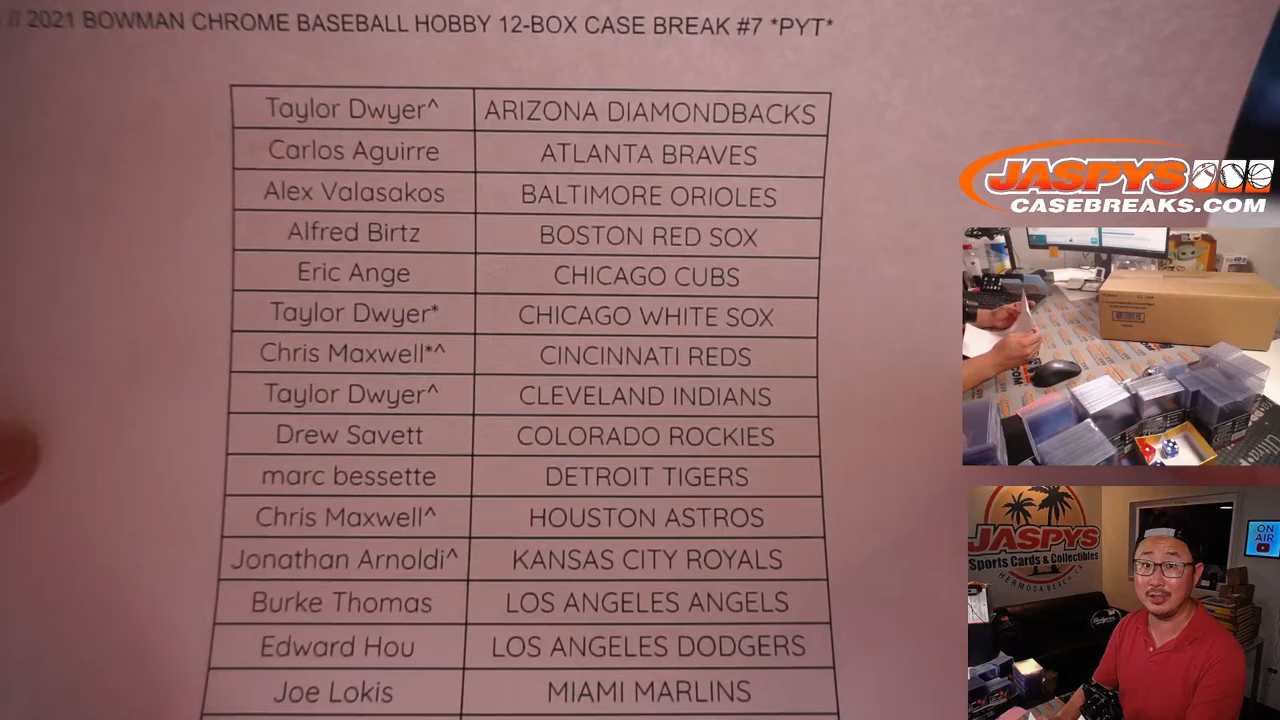 2021 BOWMAN CHROME BASEBALL HOBBY 12-BOX CASE BREAK #7 *PYT*
Taylor Dwyer^ ARIZONA DIAMONDBACKS
Carlos Aguirre ATLANTA BRAVES
Alex Valasakos BALTIMORE ORIOLES
Alfred Birtz BOSTON RED SOX
Eric Ange CHICAGO CUBS
Taylor Dwyer* CHICAGO WHITE SOX
Chris Maxwell*^ CINCINNATI REDS
Taylor Dwyer^ CLEVELAND INDIANS
Drew Savett COLORADO ROCKIES
marc bessette DETROIT TIGERS
Chris Maxwell^ HOUSTON ASTROS
Jonathan Arnoldi^ KANSAS CITY ROYALS
Burke Thomas LOS ANGELES ANGELS
Edward Hou LOS ANGELES DODGERS
Joe Lokis MIAMI MARLINS
JASPYS
CASEBREAKS.COM
JASPYS
Sports Cards & Collectibles
HERMOSA BEACH CA
ON
AIR
Dodgers